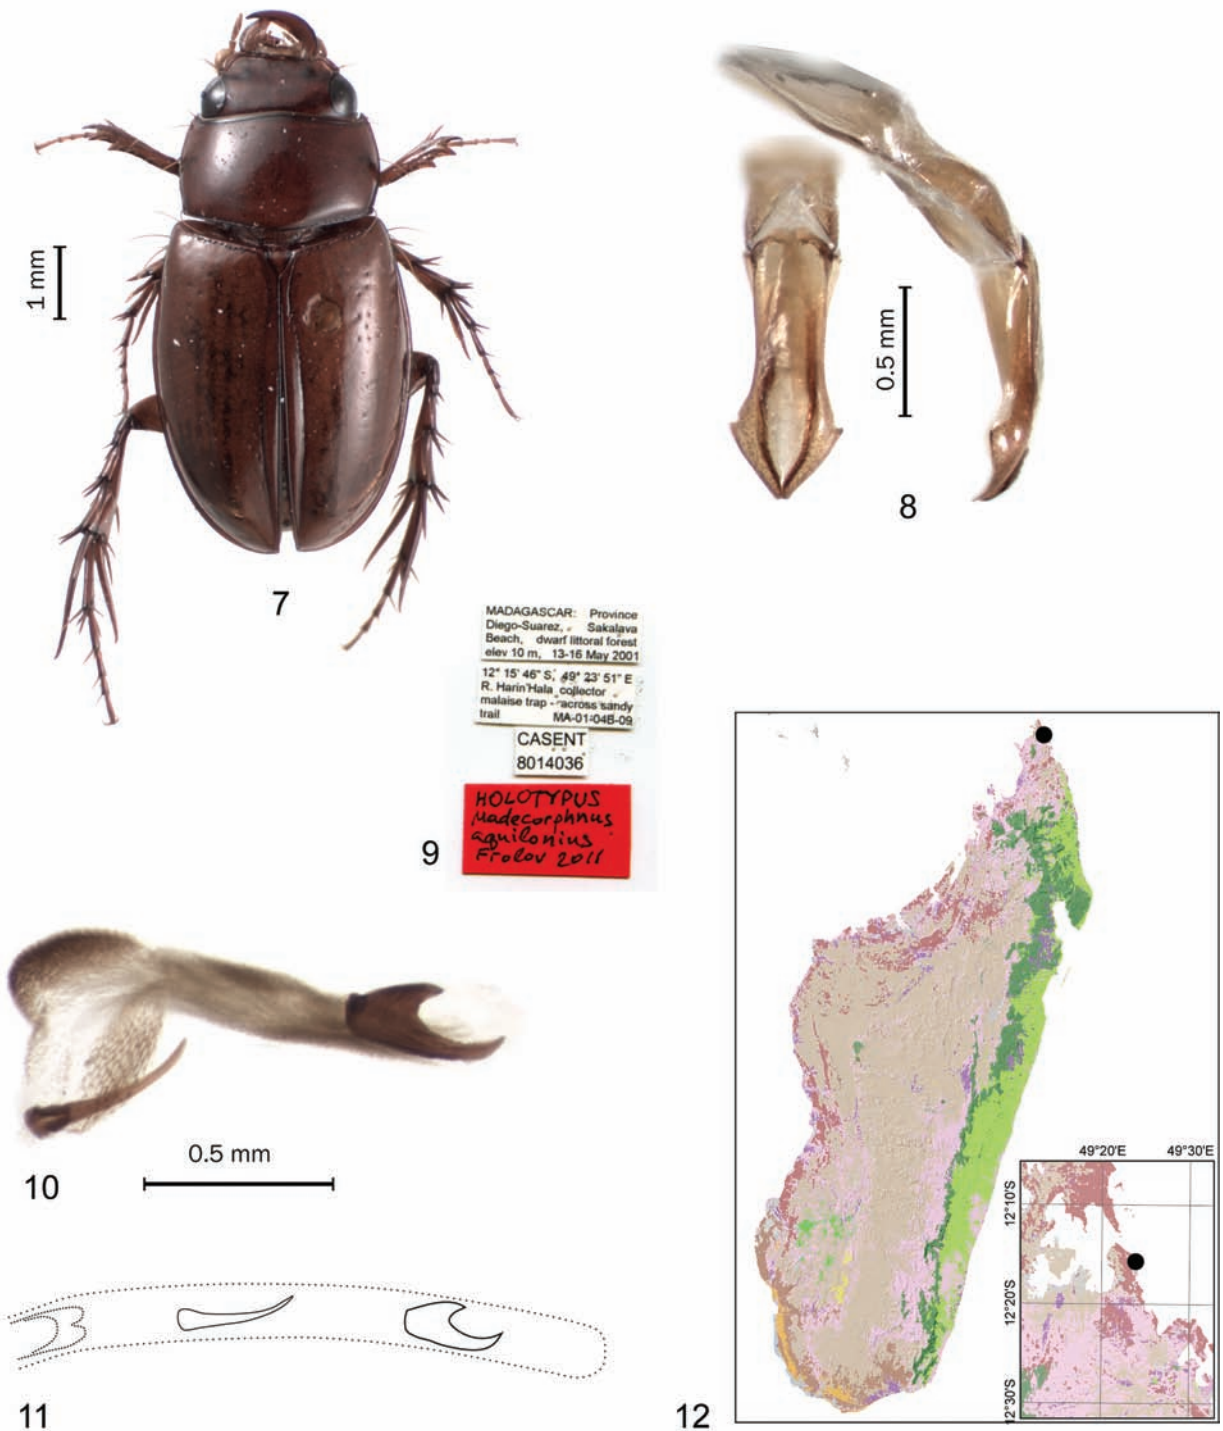 1 mm
0.5 mm
8
7
MADAGASCAR: Province
Diego-Suarez, Sakalava
Beach, dwarf littoral forest
elev 10 m, 13-16 May 2001
12° 15' 46" S, 49° 23' 51" E
R. Harin'Hala collector
malaise trap - across sandy
trail MA-01-04B-09
CASENT
8014036
HOLOTYPUS
Madecorphnus
aquilonius
Frolov 2011
9
0.5 mm
10
11
12
49°20'E 49°30'E
12°10'S
12°20'S
12°30'S